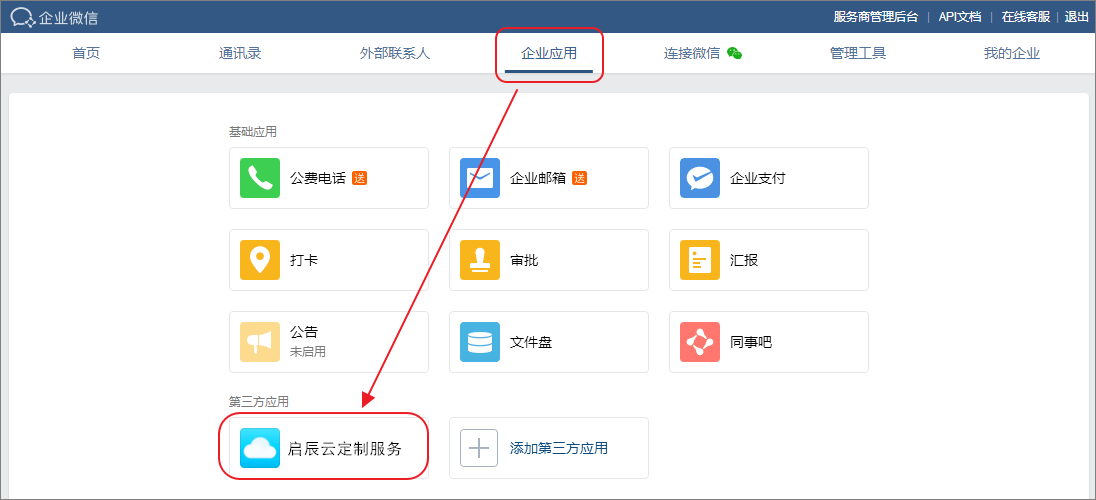 企业微信
服务商管理后台 | API文档 | 在线客服 | 退出
首页 通讯录 外部联系人 企业应用 连接微信 管理工具 我的企业
基础应用
公费电话 送 企业邮箱 送 企业支付
打卡 审批 汇报
公告
未启用
文件盘 同事吧
第三方应用
启辰云定制服务 添加第三方应用